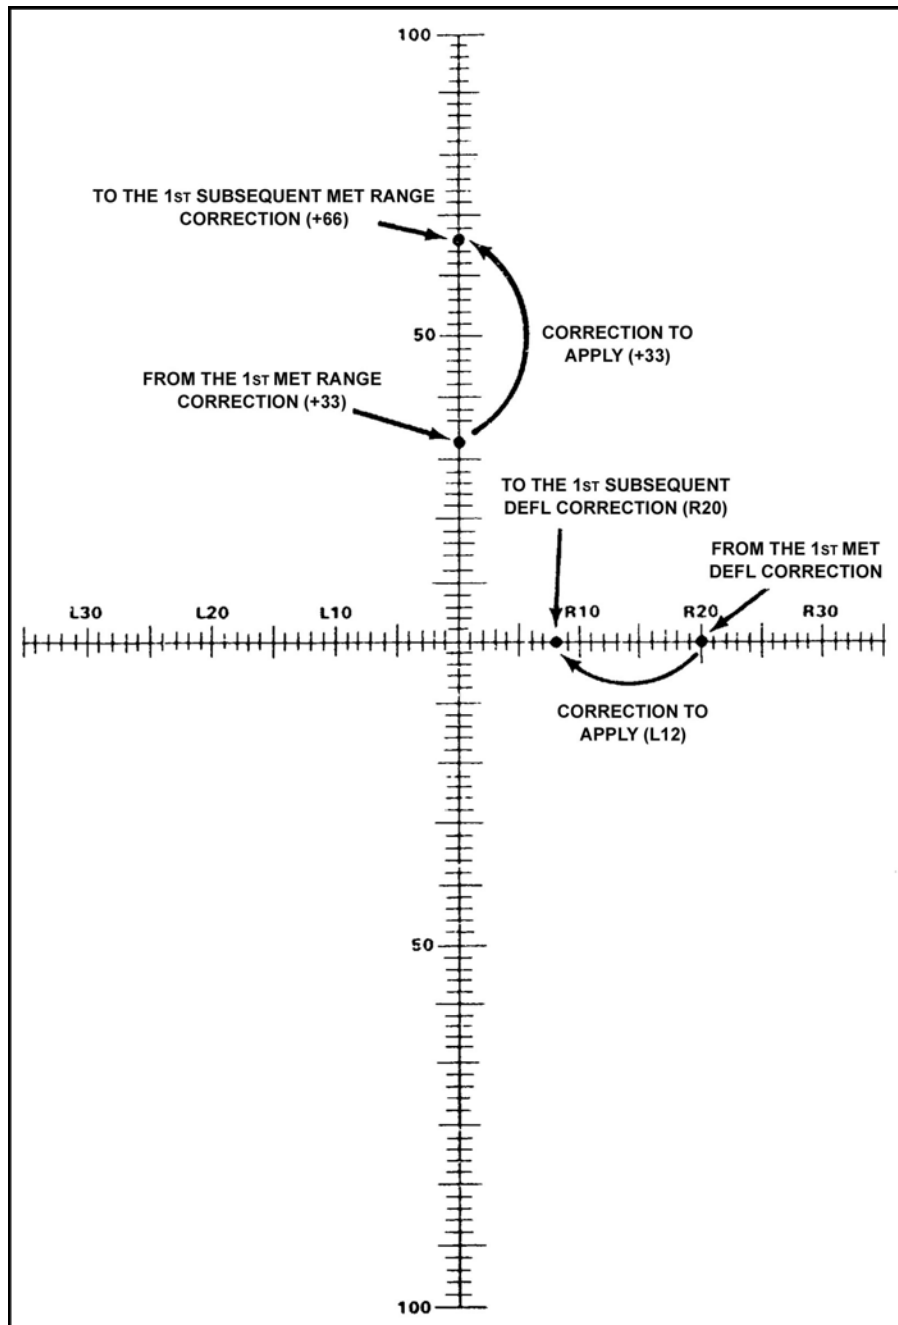 100
TO THE 1ST SUBSEQUENT MET RANGE
CORRECTION (+66)
50
CORRECTION TO
APPLY (+33)
FROM THE 1ST MET RANGE
CORRECTION (+33)
TO THE 1ST SUBSEQUENT
DEFL CORRECTION (R20)
FROM THE 1ST MET
DEFL CORRECTION
L30 L20 L10 R10 R20 R30
CORRECTION TO
APPLY (L12)
50
100